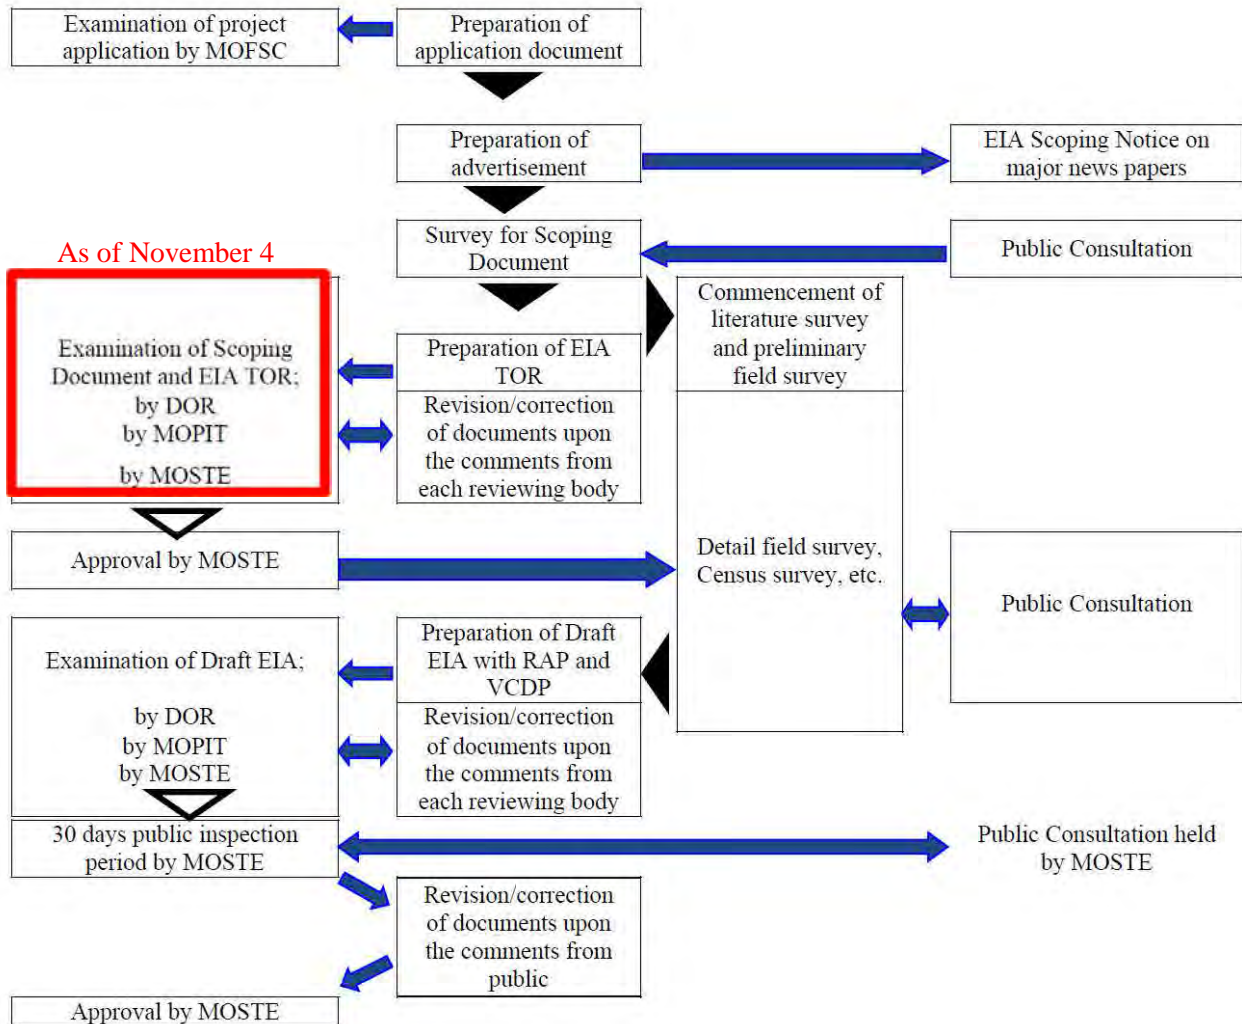 Examination of project
application by MOFSC
Preparation of
application document
Preparation of
advertisement
EIA Scoping Notice on
major news papers
Survey for Scoping
Document
Public Consultation
As of November 4
Examination of Scoping
Document and EIA TOR;
by DOR
by MOPIT
by MOSTE
Preparation of EIA
TOR
Revision/correction
of documents upon
the comments from
each reviewing body
Commencement of
literature survey
and preliminary
field survey
Approval by MOSTE
Detail field survey,
Census survey, etc.
Public Consultation
Examination of Draft EIA;
by DOR
by MOPIT
by MOSTE
Preparation of Draft
EIA with RAP and
VCDP
Revision/correction
of documents upon
the comments from
each reviewing body
30 days public inspection
period by MOSTE
Public Consultation held
by MOSTE
Revision/correction
of documents upon
the comments from
public
Approval by MOSTE